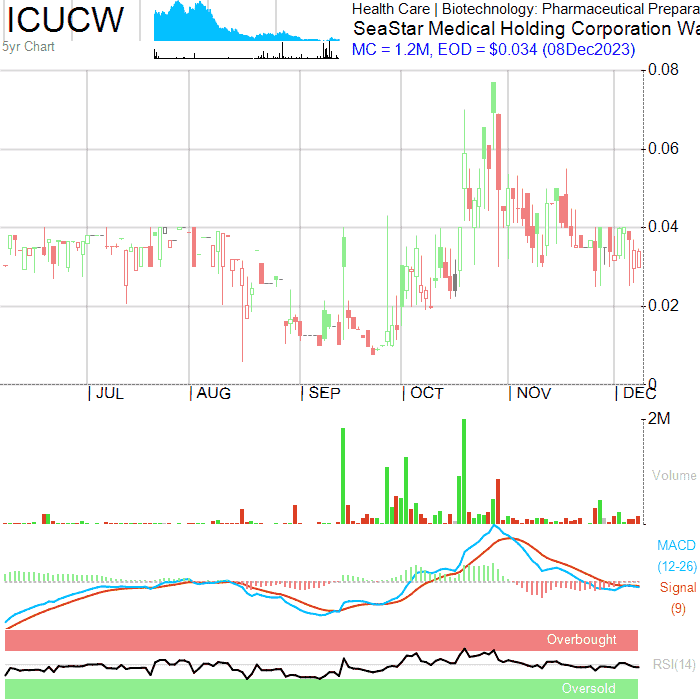 ICUCW
5yr Chart
Health Care | Biotechnology: Pharmaceutical Prepara
SeaStar Medical Holding Corporation Wa
MC = 1.2M, EOD = $0.034 (08Dec2023)
0.08
0.06
0.04
0.02
0
JUL AUG SEP OCT NOV DEC
2M
Volume
MACD
(12-26)
Signal
(9)
Overbought
RSI(14)
Oversold